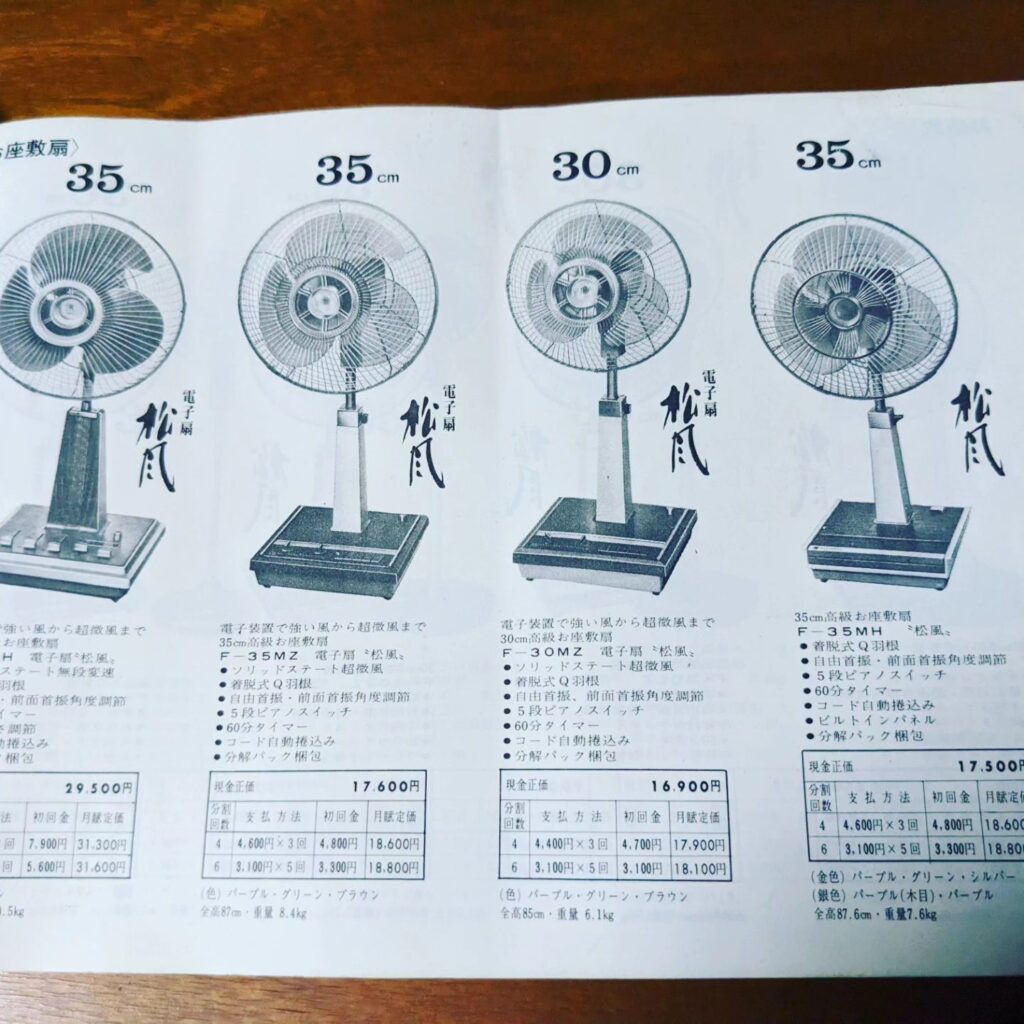 お座敷扇〉
35cm
電子扇
松風
で強い風から超微風まで
お座敷扇
H 電子扇〝松風〟
ステート無段変速
羽根
・前面首振角度調節
イマー
調節
動捲込み
ク梱包
29.500円
法 初回金 月賦定価
回 7,900円 31,300円
5,600円 31,600円
.5kg
35cm
電子扇
松風
電子装置で強い風から超微風まで
35cm高級お座敷扇
F-35MZ 電子扇〝松風〟
●ソリッドステート超微風
●着脱式Q羽根
●自由首振・前面首振角度調節
●5段ピアノスイッチ
●60分タイマー
●コード自動捲込み
●分解パック梱包
現金正価 17.600円
分割回数 支払方法 初回金 月賦定価
4 4,600円×3回 4,800円 18,600円
6 3,100円×5回 3,300円 18,800円
(色) パープル・グリーン・ブラウン
全高87cm・重量 8.4kg
30cm
電子扇
松風
電子装置で強い風から超微風まで
30cm高級お座敷扇
F-30MZ 電子扇〝松風〟
●ソリッドステート超微風
●着脱式Q羽根
●自由首振、前面首振角度調節
●5段ピアノスイッチ
●60分タイマー
●コード自動捲込み
●分解パック梱包
現金正価 16.900円
分割回数 支払方法 初回金 月賦定価
4 4,400円×3回 4,700円 17,900円
6 3,100円×5回 3,100円 18,100円
(色) パープル・グリーン・ブラウン
全高85cm・重量 6.1kg
35cm
松風
35cm高級お座敷扇
F-35MH 〝松風〟
●着脱式Q羽根
●自由首振・前面首振角度調節
●5段ピアノスイッチ
●60分タイマー
●コード自動捲込み
●ビルトインパネル
●分解パック梱包
現金正価 17.500円
分割回数 支払方法 初回金 月賦定価
4 4,600円×3回 4,800円 18,600
6 3,100円×5回 3,300円 18,80
(金色) パープル・グリーン・シルバー
(銀色) パープル(木目)・パープル
全高87.6cm・重量7.6kg